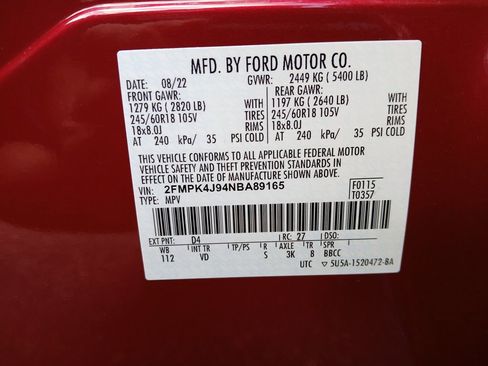 MFD. BY FORD MOTOR CO.
DATE: 08/22 GVWR: 2449 KG ( 5400 LB)
FRONT GAWR: REAR GAWR:
1279 KG ( 2820 LB) WITH 1197 KG ( 2640 LB) WITH
245/60R18 105V TIRES 245/60R18 105V TIRES
18x8.0J RIMS 18x8.0J RIMS
AT 240 kPa/ 35 PSI COLD AT 240 kPa/ 35 PSI COLD
THIS VEHICLE CONFORMS TO ALL APPLICABLE FEDERAL MOTOR
VEHICLE SAFETY AND THEFT PREVENTION STANDARDS IN
EFFECT ON THE DATE OF MANUFACTURE SHOWN ABOVE.
VIN: 2FMPK4J94NBA89165 F0115
TYPE: MPV T0357
EXT PNT: D4 RC: 27 DSO:
WB INT TR TP/PS R AXLE TR SPR
112 VD S 3K 8 BBCC
UTC ▽ 5U5A-1520472-BA